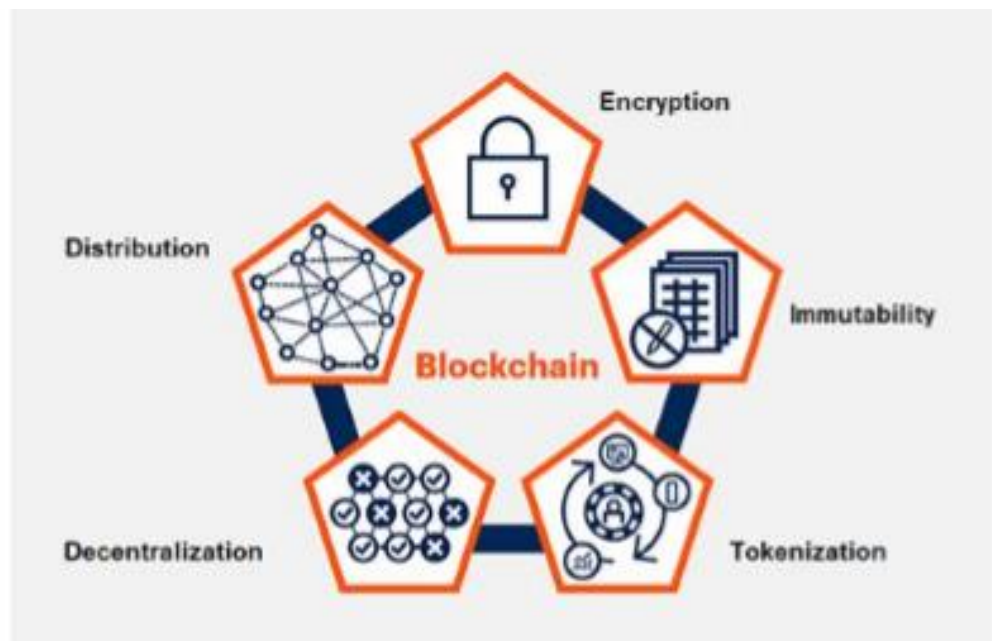 Encryption
Distribution
Immutability
Blockchain
Decentralization
Tokenization